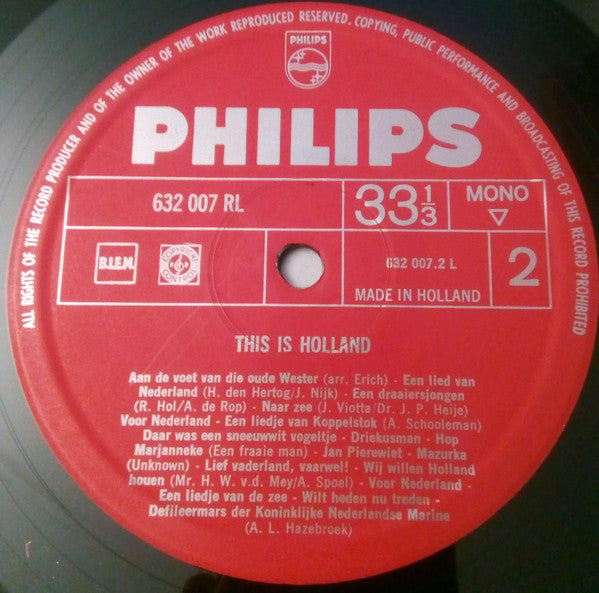 ALL RIGHTS OF THE RECORD PRODUCER AND OF THE OWNER OF THE WORK REPRODUCED RESERVED. COPYING, PUBLIC PERFORMANCE AND BROADCASTING OF THIS RECORD PROHIBITED
PHILIPS
PHILIPS
632 007 RL
33 1/3
MONO
B.I.E.M.
COPYRIGHT CONTROL
632 007.2 L
2
MADE IN HOLLAND
THIS IS HOLLAND
Aan de voet van die oude Wester (arr. Erich) - Een lied van
Nederland (H. den Hertog/J. Nijk) - Een draaiersjongen
(R. Hol/A. de Rop) - Naar zee (J. Viotta/Dr. J. P. Heije)
Voor Nederland - Een liedje van Koppelstok (A. Schooleman)
Daar was een sneeuwwit vogeltje - Driekusman - Hop
Marjanneke (Een fraaie man) - Jan Pierewiet - Mazurka
(Unknown) - Lief vaderland, vaarwel! - Wij willen Holland
houen (Mr. H. W. v.d. Mey/A. Spoel) - Voor Nederland -
Een liedje van de zee - Wilt heden nu treden -
Defileermars der Koninklijke Nederlandse Marine
(A. L. Hazebroek)